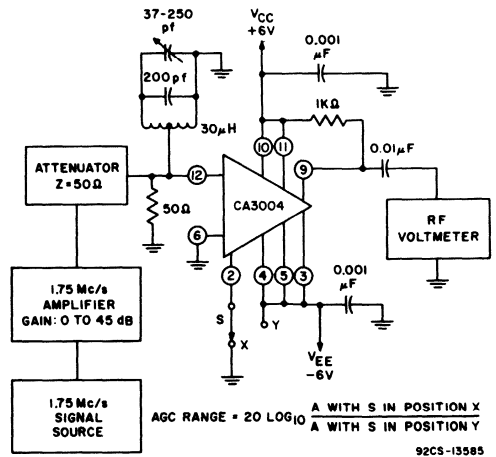 37-250
pf
200pf
30μH
VCC
+6V
0.001
μF
1KΩ
0.01μF
ATTENUATOR
Z=50Ω
50Ω
12
10
11
9
CA3004
6
2
4
5
3
RF
VOLTMETER
1.75 Mc/s
AMPLIFIER
GAIN: 0 TO 45 dB
S
X
Y
0.001
μF
VEE
-6V
1.75 Mc/s
SIGNAL
SOURCE
AGC RANGE = 20 LOG10 A WITH S IN POSITION X
A WITH S IN POSITION Y
92CS-13585